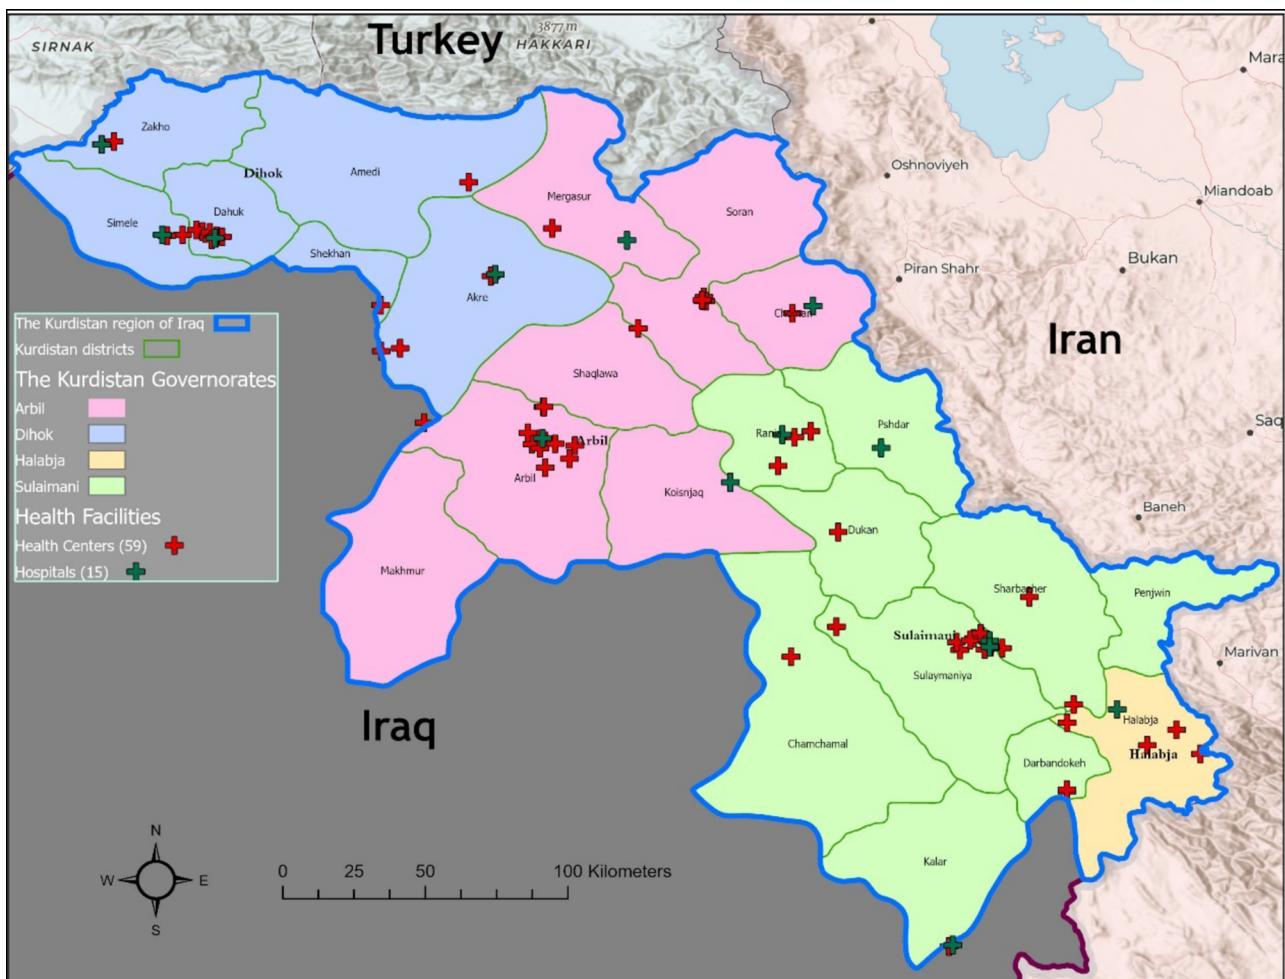 Turkey
3877 m
SIRNAK
HAKKARI
Mara
Zakho
Oshnoviyeh
Dihok
Amedi
Miandoab
Mergasur
Soran
Simele
Dahuk
Shekhan
Bukan
Piran Shahr
Akre
Iran
The Kurdistan region of Iraq
Kurdistan districts
The Kurdistan Governorates
Arbil
Dihok
Halabja
Sulaimani
Health Facilities
Health Centers (59)
Hospitals (15)
Shaqlawa
Pshdar
Saq
Arbil
Arbil
Koisnjaq
Baneh
Dukan
Makhmur
Penjwin
Sulaimani
Marivan
Sulaymaniya
Iraq
Halabja
Chamchamal
Halabja
Darbandokeh
Kalar
N
W
E
S
0
25
50
100 Kilometers